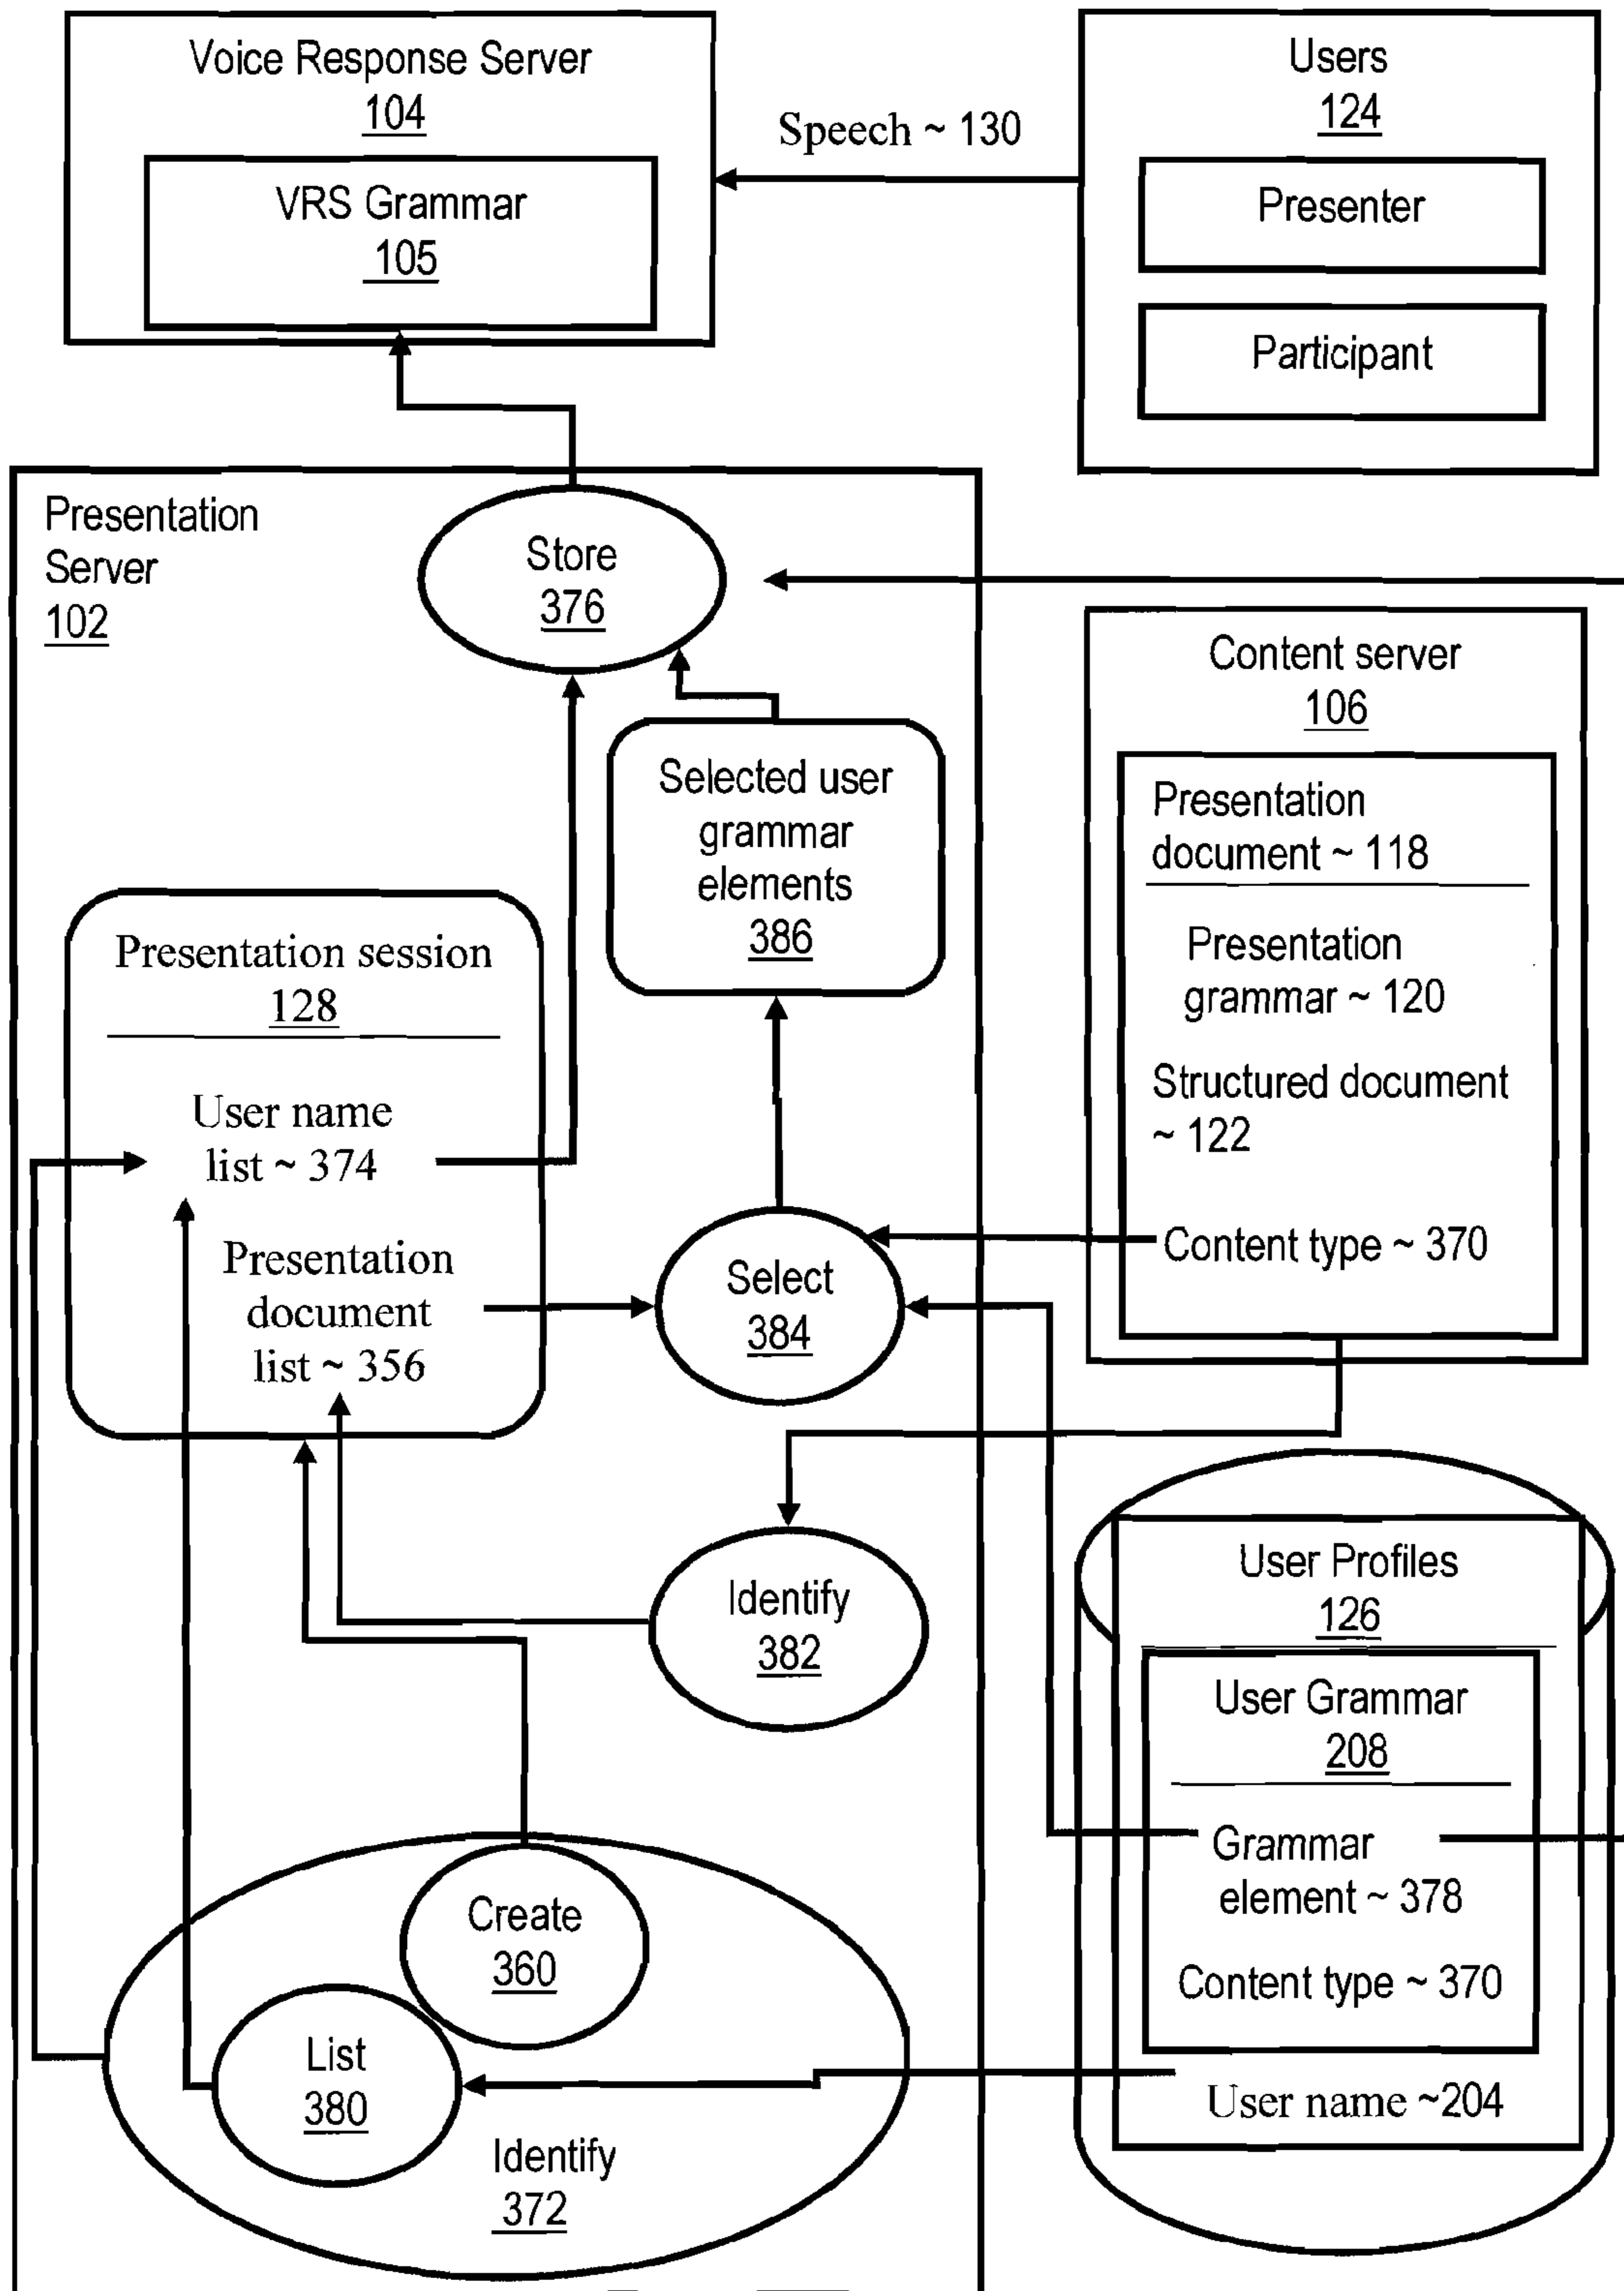 Voice Response Server
104
VRS Grammar
105
Speech ~ 130
Users
124
Presenter
Participant
Presentation
Server
102
Store
376
Selected user
grammar
elements
386
Content server
106
Presentation
document ~ 118
Presentation
grammar ~ 120
Structured document
~ 122
Content type ~ 370
Presentation session
128
User name
list ~ 374
Presentation
document
list ~ 356
Select
384
Identify
382
User Profiles
126
User Grammar
208
Grammar
element ~ 378
Content type ~ 370
User name ~204
Create
360
List
380
Identify
372